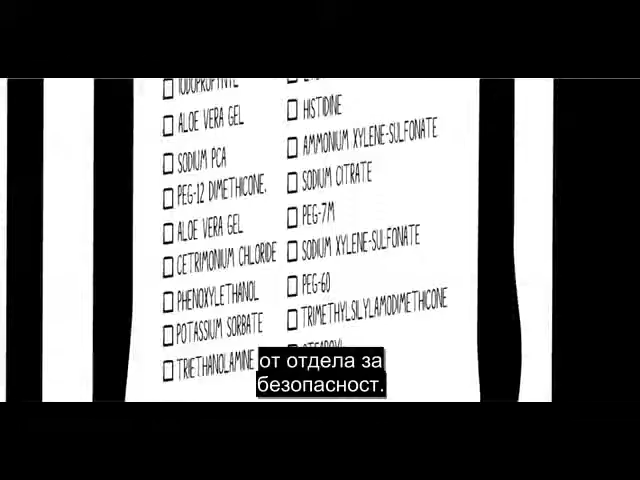 ALOE VERA GEL
SODIUM PCA
PEG-12 DIMETHICONE.
ALOE VERA GEL
CETRIMONIUM CHLORIDE
PHENOXYLETHANOL
POTASSIUM SORBATE
TRIETHANOLAMINE
HISTIDINE
AMMONIUM XYLENE-SULFONATE
SODIUM CITRATE
PEG-7M
SODIUM XYLENE-SULFONATE
PEG-60
TRIMETHYLSILYLAMODIMETHICONE
от отдела за
безопасност.